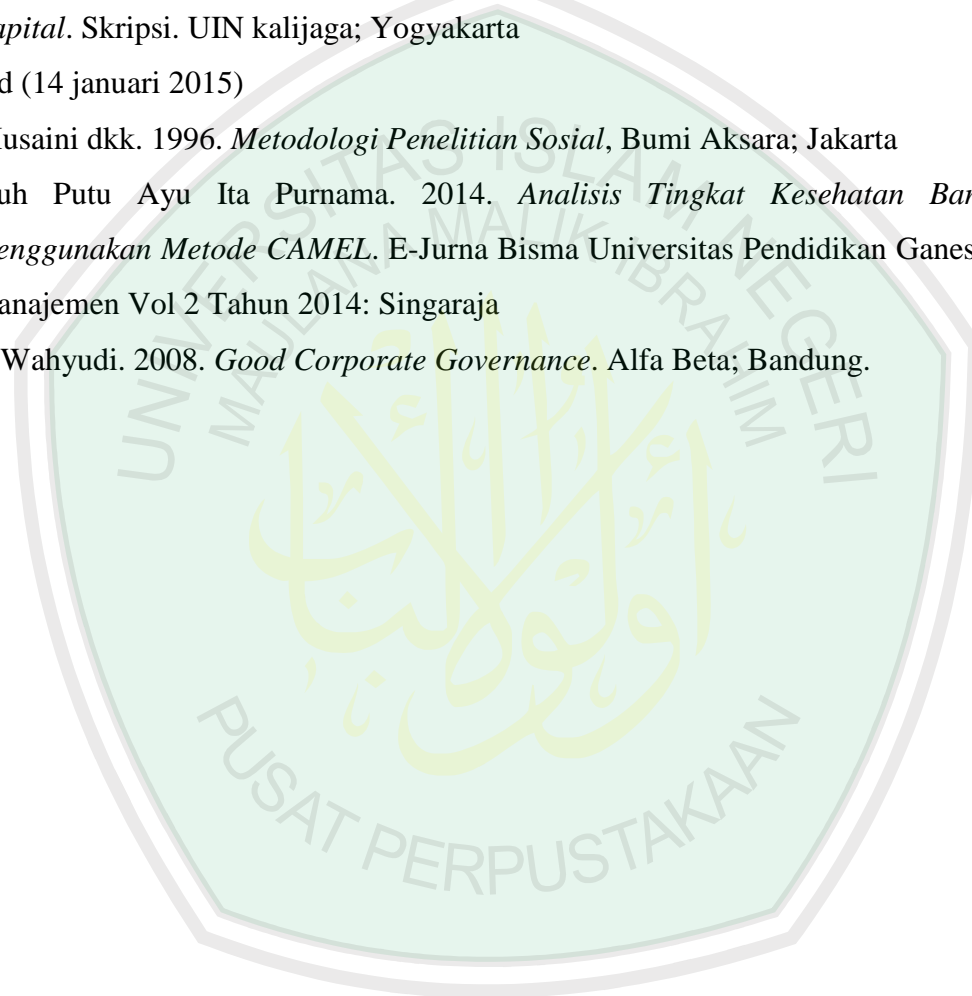 apital. Skripsi. UIN kalijaga; Yogyakarta
d (14 januari 2015)
usaini dkk. 1996. Metodologi Penelitian Sosial, Bumi Aksara; Jakarta
uh Putu Ayu Ita Purnama. 2014. Analisis Tingkat Kesehatan Ban
enggunakan Metode CAMEL. E-Jurna Bisma Universitas Pendidikan Ganes
anajemen Vol 2 Tahun 2014: Singaraja
Wahyudi. 2008. Good Corporate Governance. Alfa Beta; Bandung.
UNIVERSITAS ISLAM NEGERI
MAULANA MALIK IBRAHIM
PUSAT PERPUSTAKAAN